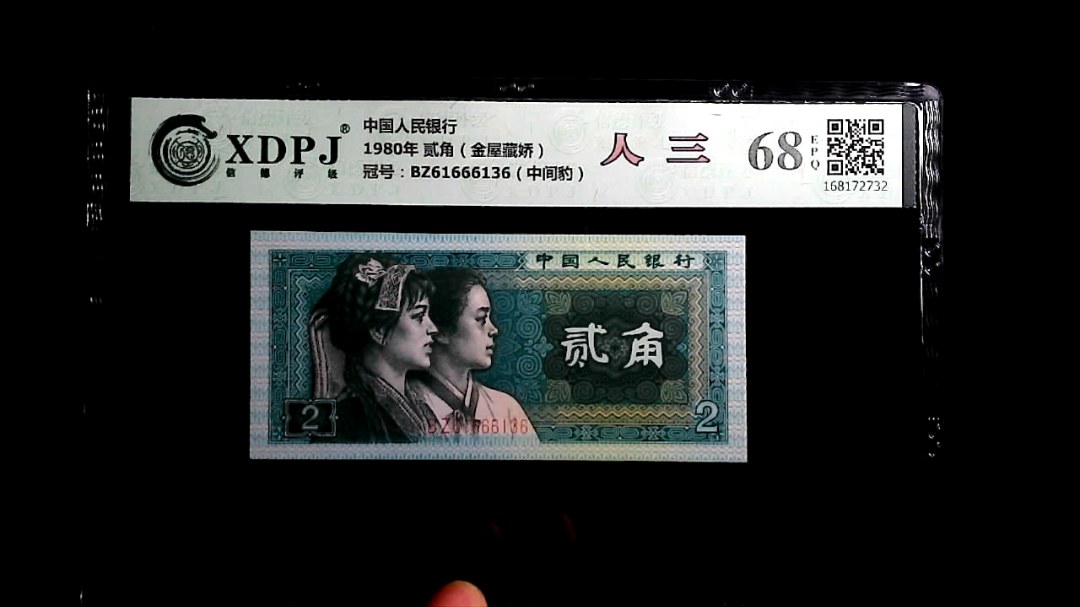 XDPJ®
信德评级
中国人民银行
1980年 贰角（金屋藏娇）
冠号：BZ61666136（中间豹）
人 三
68
EPQ
168172732
中国人民银行
贰角
2
2
BZ61666136